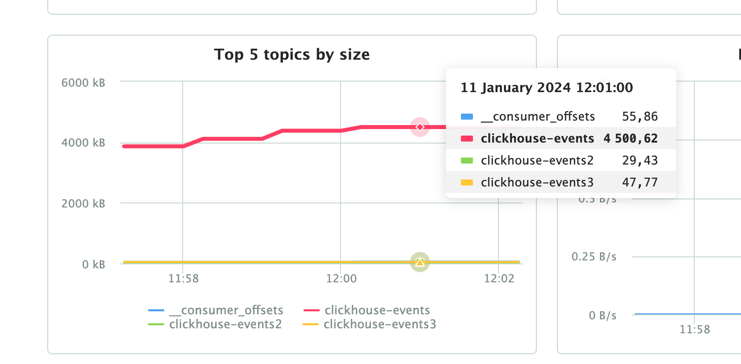 Top 5 topics by size
6000 kB
4000 kB
2000 kB
0 kB
11:58
12:00
12:02
11 January 2024 12:01:00
__consumer_offsets 55,86
clickhouse-events 4 500,62
clickhouse-events2 29,43
clickhouse-events3 47,77
__consumer_offsets clickhouse-events
clickhouse-events2 clickhouse-events3
0.25 B/s
0 B/s
11:58